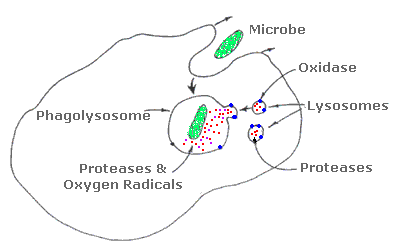 Microbe
Oxidase
Lysosomes
Phagolysosome
Proteases &
Oxygen Radicals
Proteases